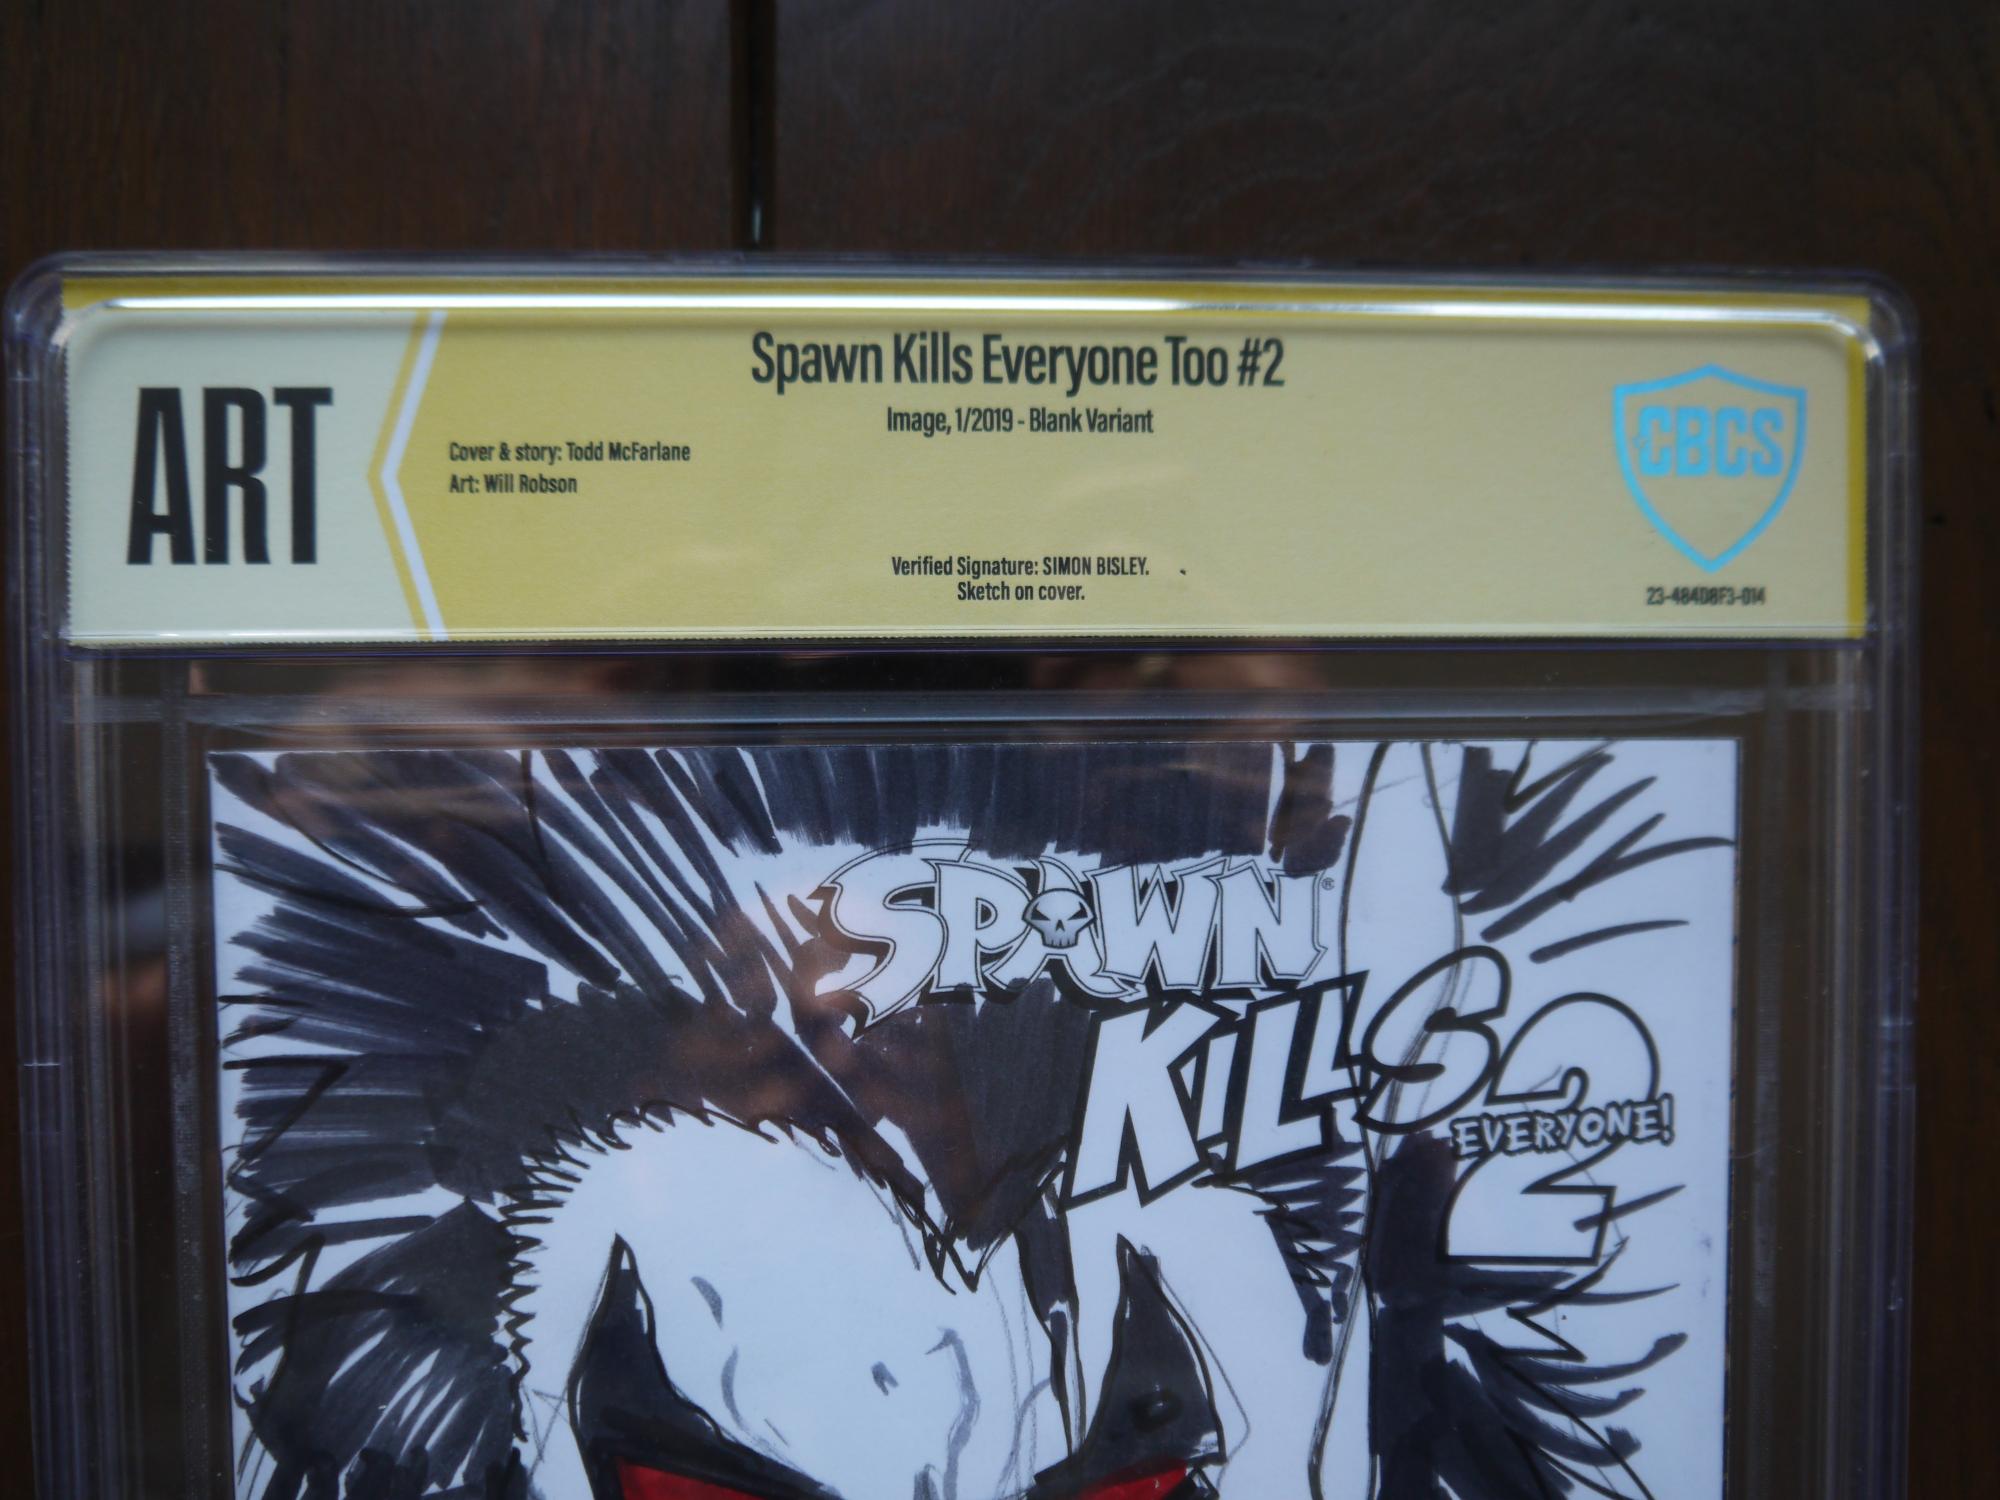 ART
Spawn Kills Everyone Too #2
Image, 1/2019 - Blank Variant
Cover & story: Todd McFarlane
Art: Will Robson
Verified Signature: SIMON BISLEY.
Sketch on cover.
CBCS
23-484D8F3-014
SPAWN®
KILLS
2
EVERYONE!